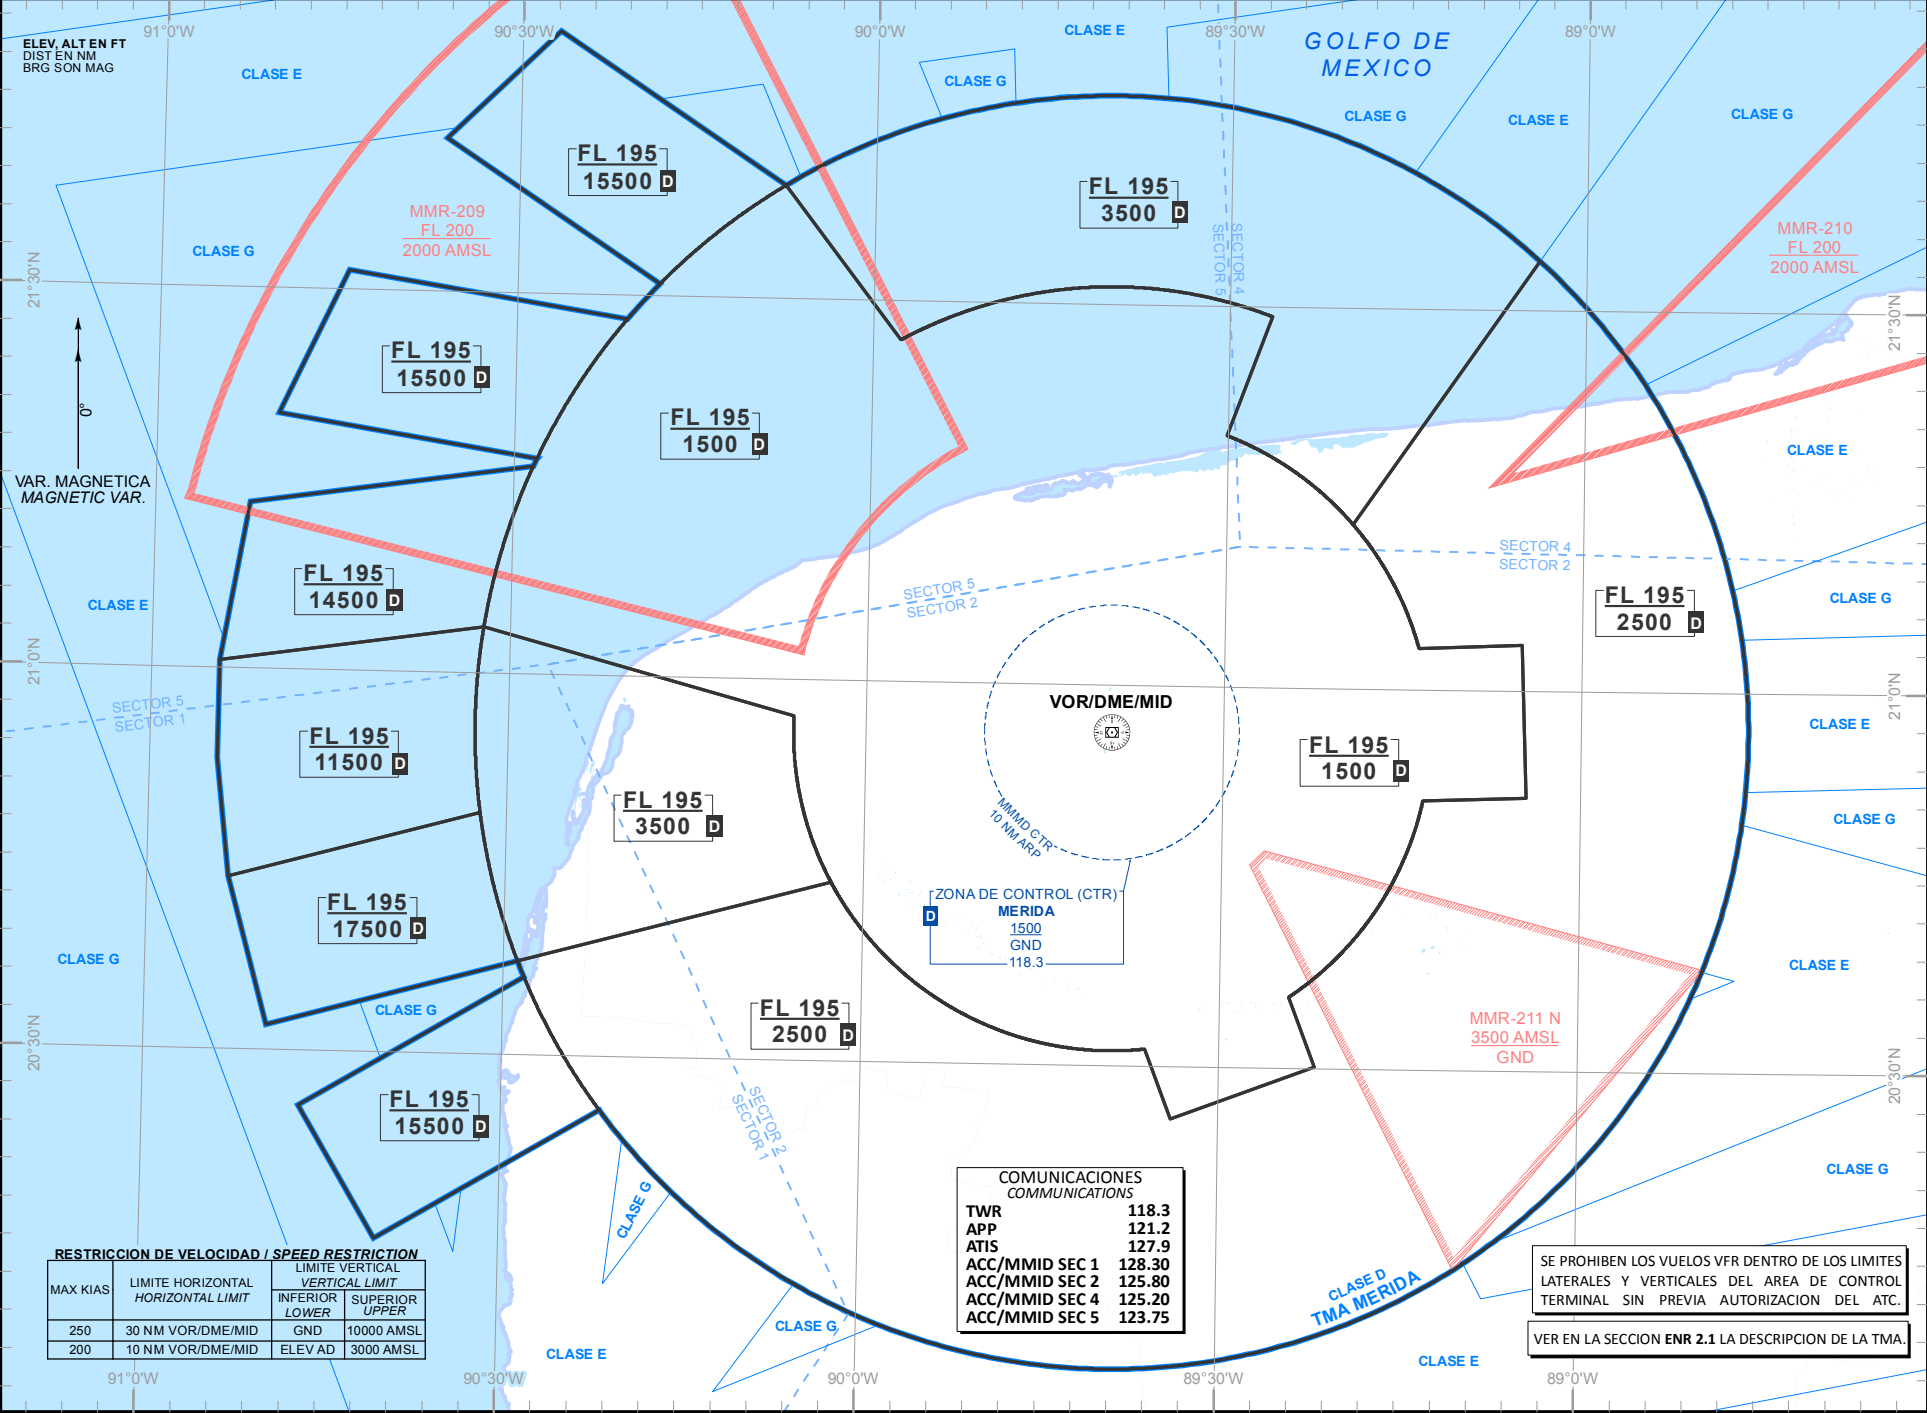 91°0'W
90°30'W
90°0'W
89°30'W
89°0'W
ELEV, ALT EN FT
DIST EN NM
BRG SON MAG
CLASE E
CLASE E
CLASE G
GOLFO DE
MEXICO
CLASE G
CLASE E
CLASE G
FL 195
15500 D
FL 195
3500 D
MMR-209
FL 200
2000 AMSL
CLASE G
SECTOR 4
SECTOR 5
MMR-210
FL 200
2000 AMSL
21°30'N
21°30'N
FL 195
15500 D
0°
FL 195
1500 D
CLASE E
VAR. MAGNETICA
MAGNETIC VAR.
SECTOR 4
SECTOR 2
FL 195
14500 D
SECTOR 5
SECTOR 2
CLASE E
FL 195
2500 D
CLASE G
21°0'N
21°0'N
SECTOR 5
SECTOR 1
VOR/DME/MID
CLASE E
FL 195
11500 D
FL 195
1500 D
FL 195
3500 D
MMMD CTR
10 NM ARP
CLASE G
FL 195
17500 D
ZONA DE CONTROL (CTR)
D MERIDA
1500
GND
118.3
CLASE G
CLASE E
CLASE G
FL 195
2500 D
MMR-211 N
3500 AMSL
GND
20°30'N
20°30'N
FL 195
15500 D
SECTOR 2
SECTOR 1
CLASE G
CLASE G
COMUNICACIONES
COMMUNICATIONS
TWR 118.3
APP 121.2
ATIS 127.9
ACC/MMID SEC 1 128.30
ACC/MMID SEC 2 125.80
ACC/MMID SEC 4 125.20
ACC/MMID SEC 5 123.75
CLASE D
TMA MERIDA
RESTRICCION DE VELOCIDAD / SPEED RESTRICTION
MAX KIAS
LIMITE HORIZONTAL
HORIZONTAL LIMIT
LIMITE VERTICAL
VERTICAL LIMIT
INFERIOR
LOWER
SUPERIOR
UPPER
250 30 NM VOR/DME/MID GND 10000 AMSL
200 10 NM VOR/DME/MID ELEV AD 3000 AMSL
SE PROHIBEN LOS VUELOS VFR DENTRO DE LOS LIMITES
LATERALES Y VERTICALES DEL AREA DE CONTROL
TERMINAL SIN PREVIA AUTORIZACION DEL ATC.
VER EN LA SECCION ENR 2.1 LA DESCRIPCION DE LA TMA.
CLASE G
CLASE E
CLASE E
91°0'W
90°30'W
90°0'W
89°30'W
89°0'W